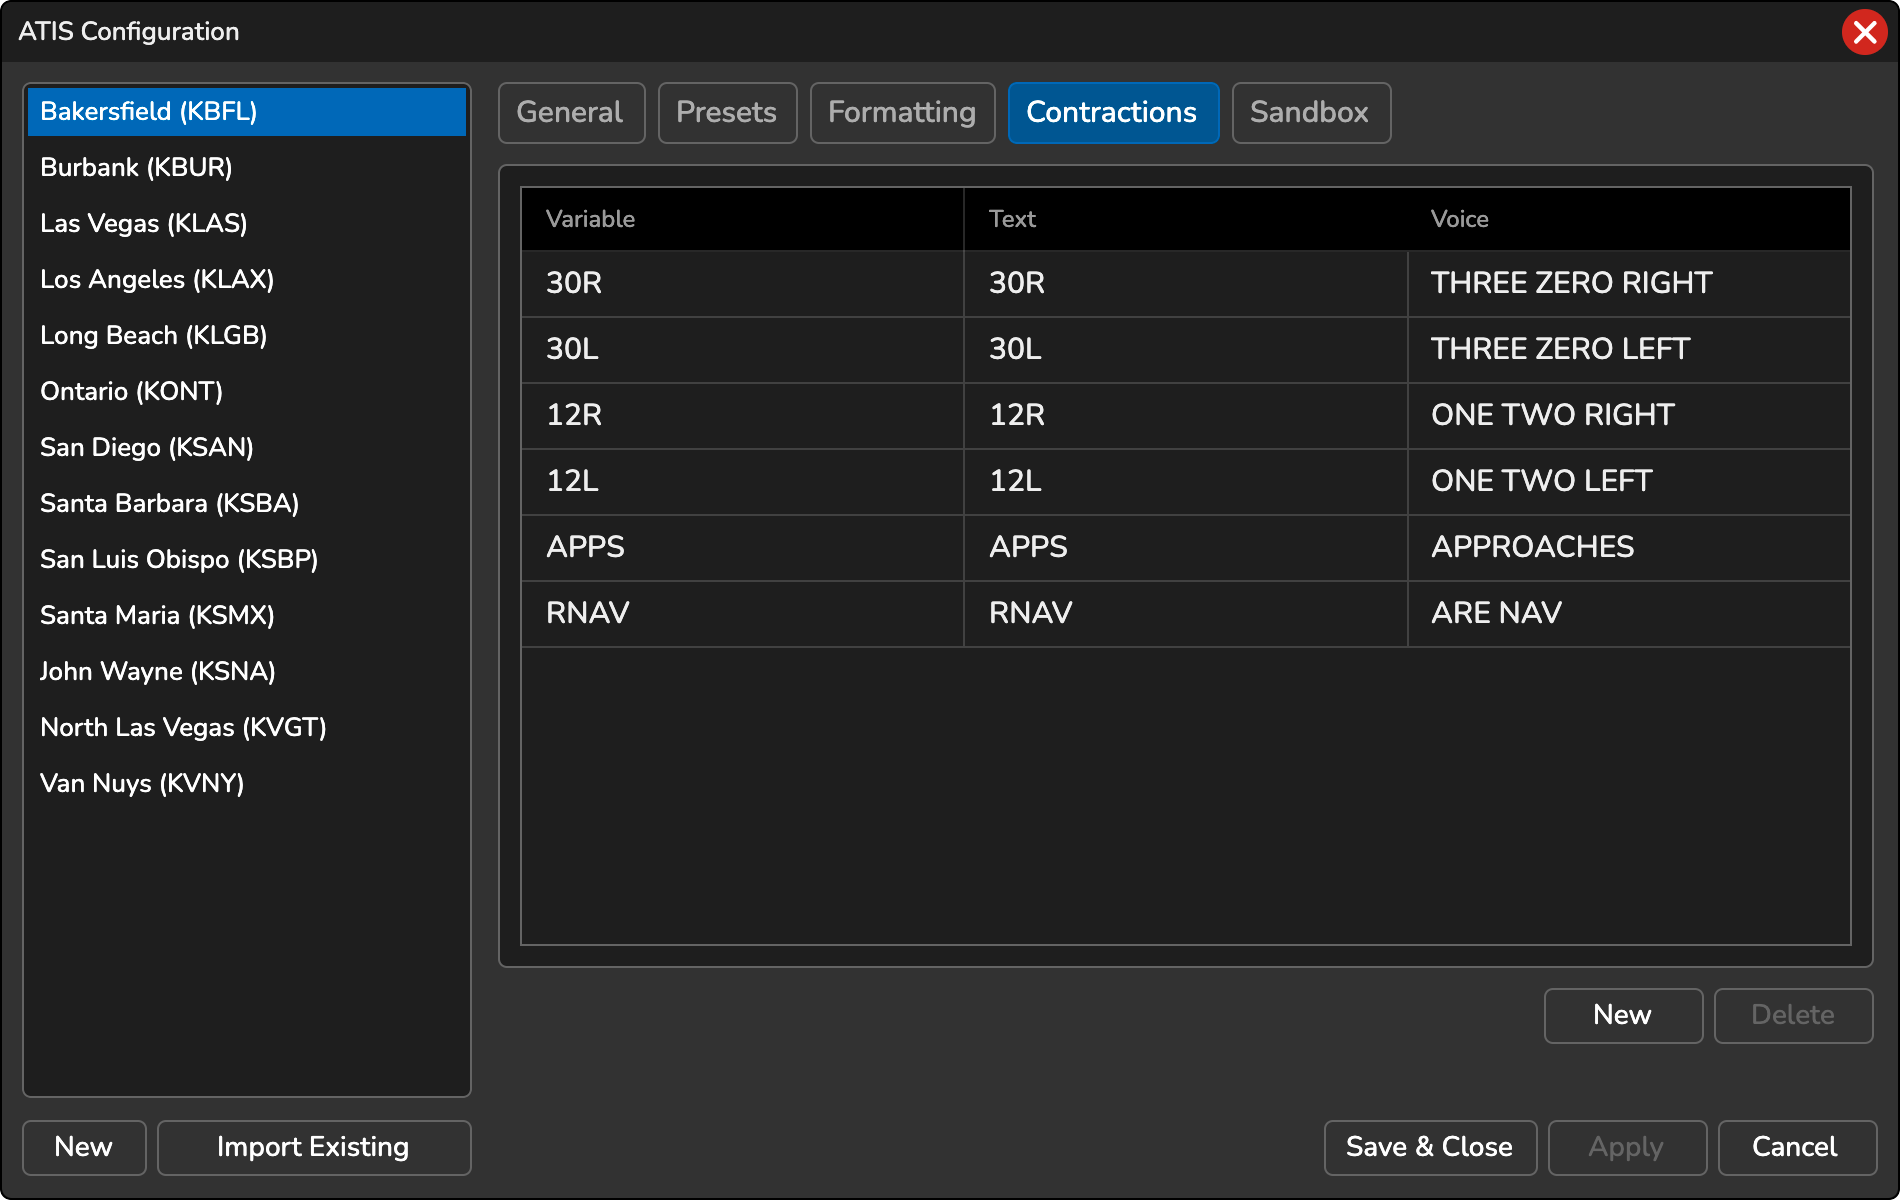 ATIS Configuration
Bakersfield (KBFL)
Burbank (KBUR)
Las Vegas (KLAS)
Los Angeles (KLAX)
Long Beach (KLGB)
Ontario (KONT)
San Diego (KSAN)
Santa Barbara (KSBA)
San Luis Obispo (KSBP)
Santa Maria (KSMX)
John Wayne (KSNA)
North Las Vegas (KVGT)
Van Nuys (KVNY)
New Import Existing
General Presets Formatting Contractions Sandbox
Variable Text Voice
30R 30R THREE ZERO RIGHT
30L 30L THREE ZERO LEFT
12R 12R ONE TWO RIGHT
12L 12L ONE TWO LEFT
APPS APPS APPROACHES
RNAV RNAV ARE NAV
New Delete
Save & Close Apply Cancel